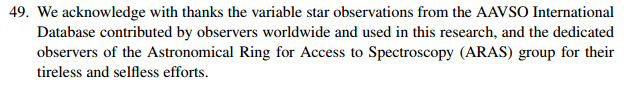 49. We acknowledge with thanks the variable star observations from the AAVSO International
Database contributed by observers worldwide and used in this research, and the dedicated
observers of the Astronomical Ring for Access to Spectroscopy (ARAS) group for their
tireless and selfless efforts.